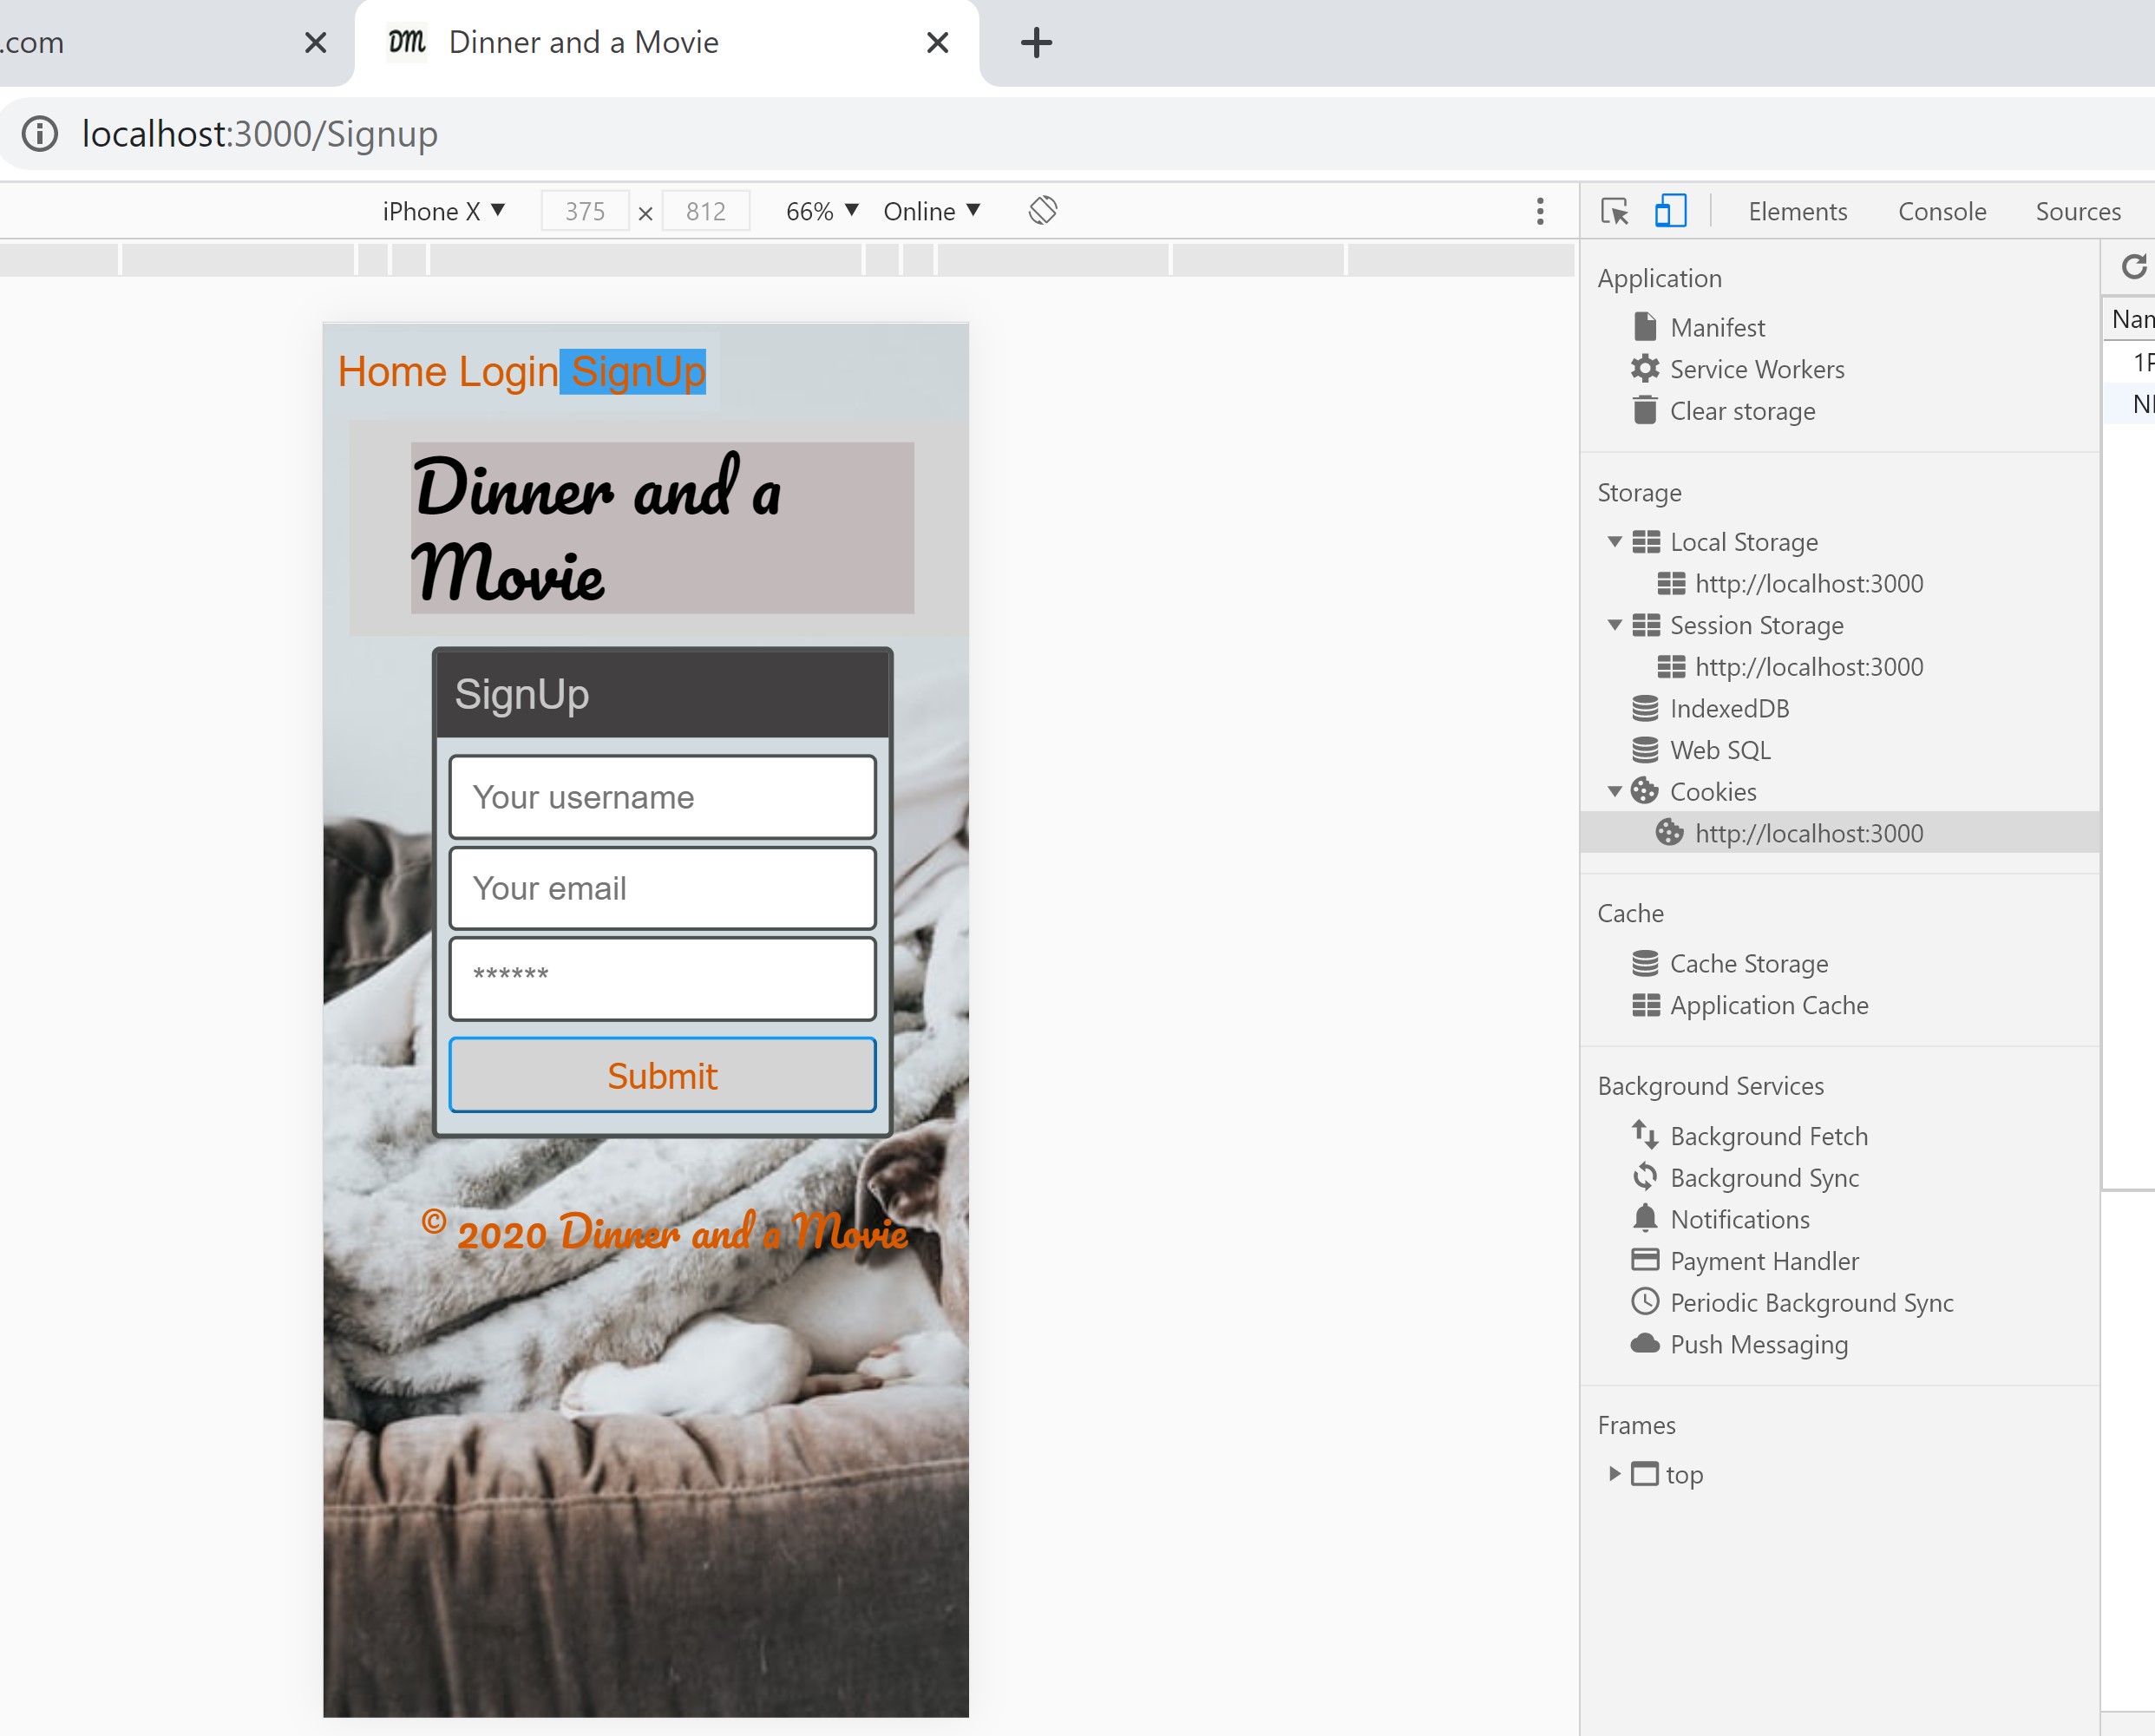 .com
DM Dinner and a Movie
localhost:3000/Signup
iPhone X 375 × 812 66% Online
Elements Console Sources
Home Login SignUp
Dinner and a
Movie
SignUp
Your username
Your email
******
Submit
© 2020 Dinner and a Movie
Application
Manifest
Service Workers
Clear storage
Storage
Local Storage
http://localhost:3000
Session Storage
http://localhost:3000
IndexedDB
Web SQL
Cookies
http://localhost:3000
Cache
Cache Storage
Application Cache
Background Services
Background Fetch
Background Sync
Notifications
Payment Handler
Periodic Background Sync
Push Messaging
Frames
top